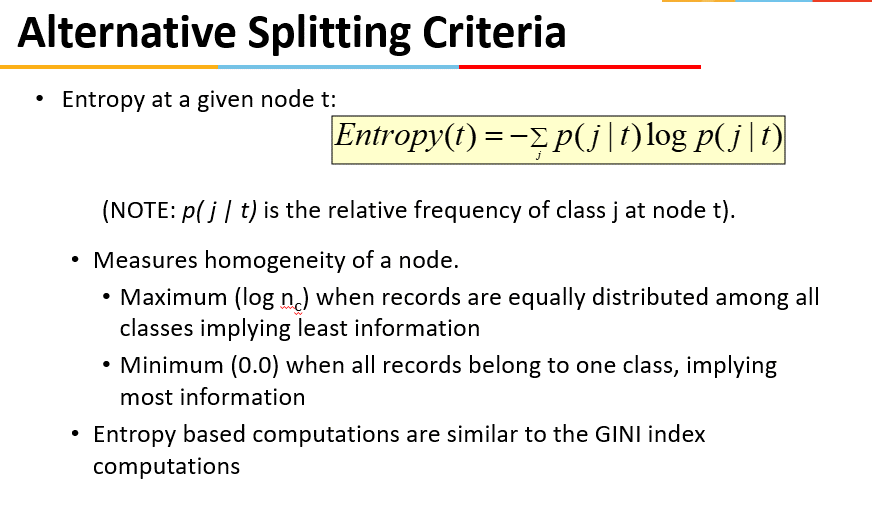 Alternative Splitting Criteria
• Entropy at a given node t:
Entropy(t) = −∑ p(j | t) log p(j | t)
j
(NOTE: p( j | t) is the relative frequency of class j at node t).
• Measures homogeneity of a node.
• Maximum (log nc) when records are equally distributed among all
classes implying least information
• Minimum (0.0) when all records belong to one class, implying
most information
• Entropy based computations are similar to the GINI index
computations